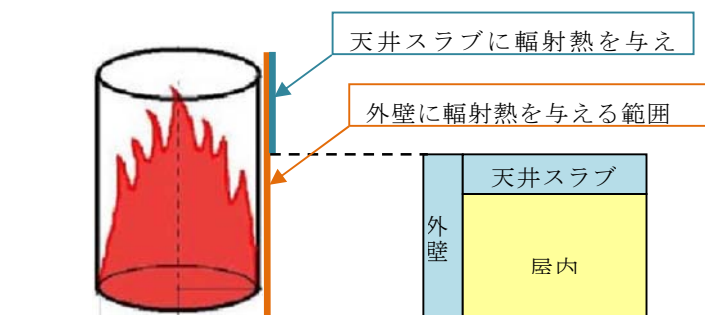 天井スラブに輻射熱を与え
外壁に輻射熱を与える範囲
天井スラブ
外壁
屋内